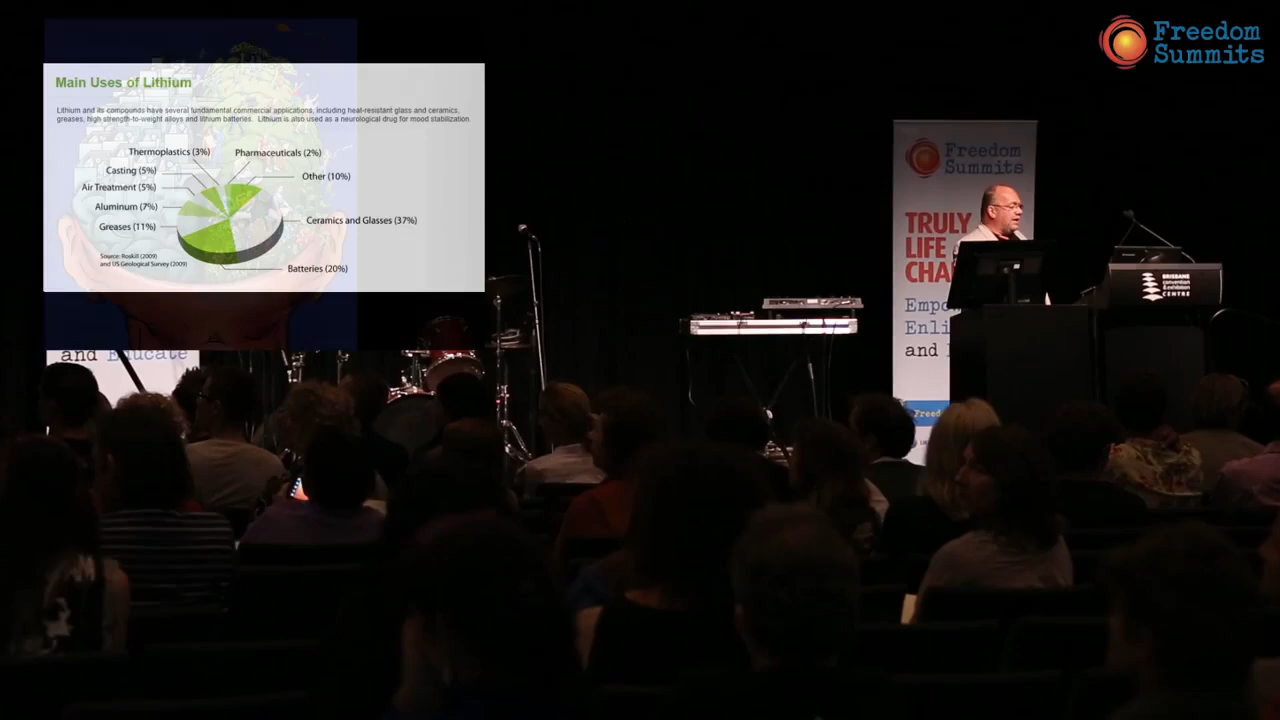 Freedom
Summits
Main Uses of Lithium
Lithium and its compounds have several fundamental commercial applications, including heat-resistant glass and ceramics,
greases, high strength-to-weight alloys and lithium batteries. Lithium is also used as a neurological drug for mood stabilization.
Thermoplastics (3%)
Pharmaceuticals (2%)
Casting (5%)
Other (10%)
Air Treatment (5%)
Aluminum (7%)
Ceramics and Glasses (37%)
Greases (11%)
Source: Roskill (2009)
and US Geological Survey (2009)
Batteries (20%)
and Educate
Freedom
Summits
TRULY
LIFE
CHA
Empo
Enli
and
Freed
BRISBANE
convention
& exhibition
CENTRE